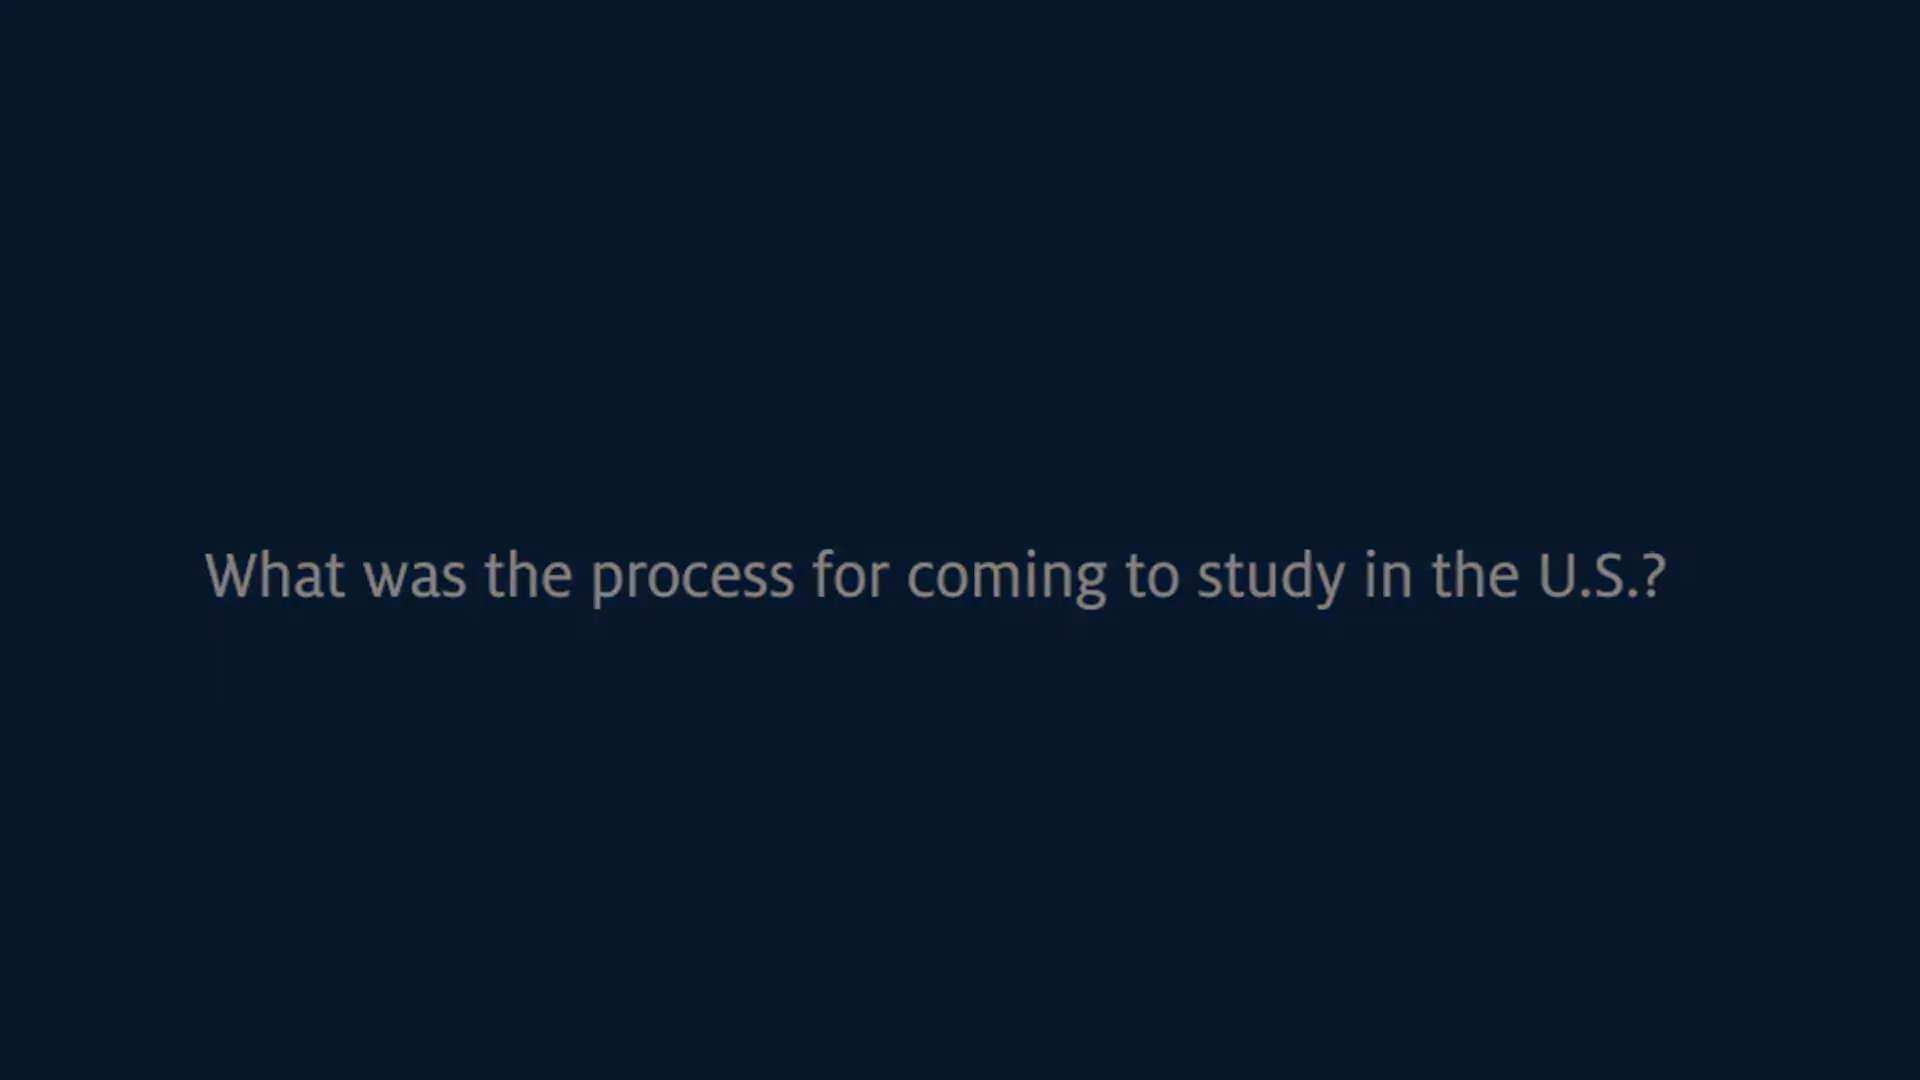 What was the process for coming to study in the U.S.?